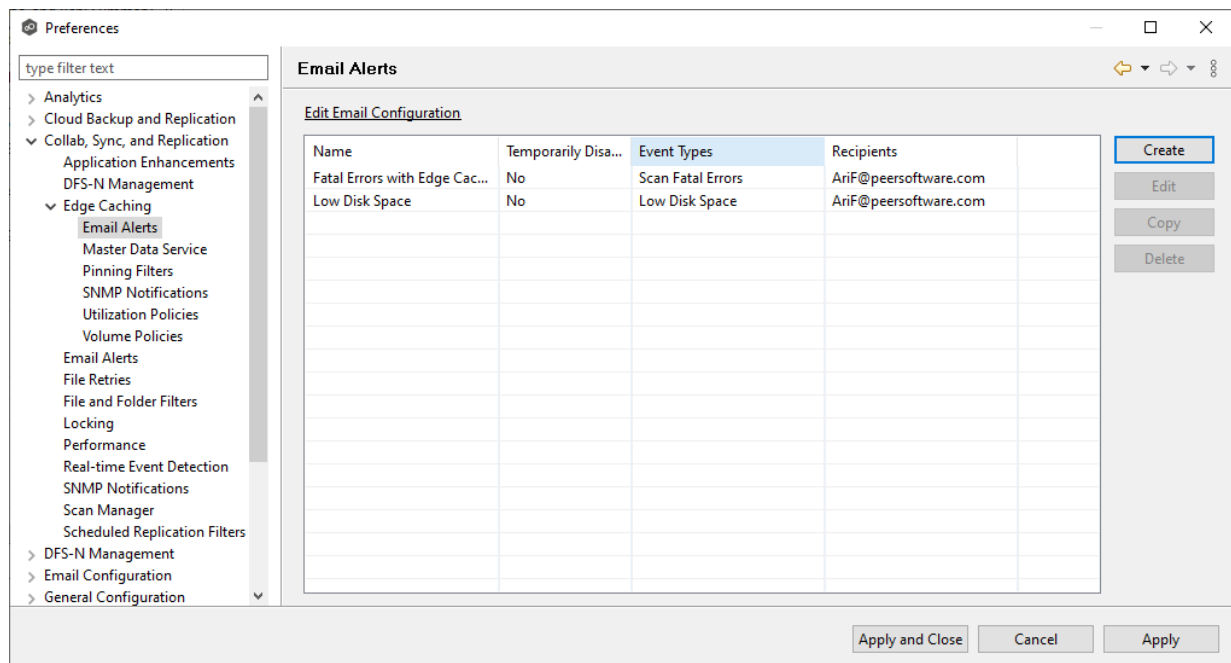 Preferences
type filter text
Analytics
Cloud Backup and Replication
Collab, Sync, and Replication
Application Enhancements
DFS-N Management
Edge Caching
Email Alerts
Master Data Service
Pinning Filters
SNMP Notifications
Utilization Policies
Volume Policies
Email Alerts
File Retries
File and Folder Filters
Locking
Performance
Real-time Event Detection
SNMP Notifications
Scan Manager
Scheduled Replication Filters
DFS-N Management
Email Configuration
General Configuration
Email Alerts
Edit Email Configuration
Name Temporarily Disa... Event Types Recipients
Fatal Errors with Edge Cac... No Scan Fatal Errors AriF@peersoftware.com
Low Disk Space No Low Disk Space AriF@peersoftware.com
Create
Edit
Copy
Delete
Apply and Close Cancel Apply